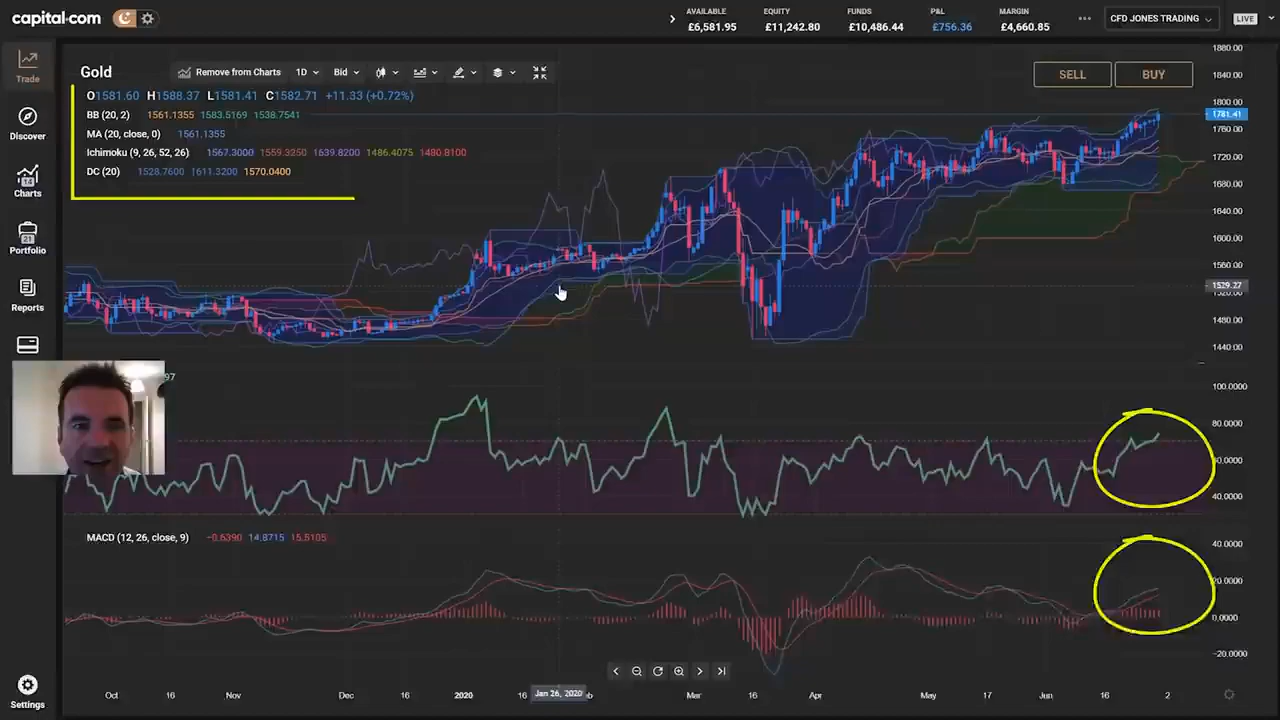 capital.com
AVAILABLE EQUITY FUNDS P&L MARGIN
£6,581.95 £11,242.80 £10,486.44 £756.36 £4,660.85
CFD JONES TRADING
LIVE
Trade
Discover
Charts
Portfolio
21
Reports
Settings
Gold
Remove from Charts 1D Bid
SELL BUY
O1581.60 H1588.37 L1581.41 C1582.71 +11.33 (+0.72%)
BB (20, 2) 1561.1355 1583.5169 1538.7541
MA (20, close, 0) 1561.1355
Ichimoku (9, 26, 52, 26) 1567.3000 1559.3250 1639.8200 1486.4075 1480.8100
DC (20) 1528.7600 1611.3200 1570.0400
1880.00
1840.00
1800.00
1781.41
1760.00
1720.00
1680.00
1640.00
1600.00
1560.00
1529.27
1480.00
1440.00
97
100.0000
80.0000
40.0000
MACD (12, 26, close, 9) −0.6390 14.8715 15.5105
40.0000
0.0000
−20.0000
Oct 16 Nov Dec 16 2020 16 Jan 26, 2020 Mar 16 Apr May 17 Jun 16 2